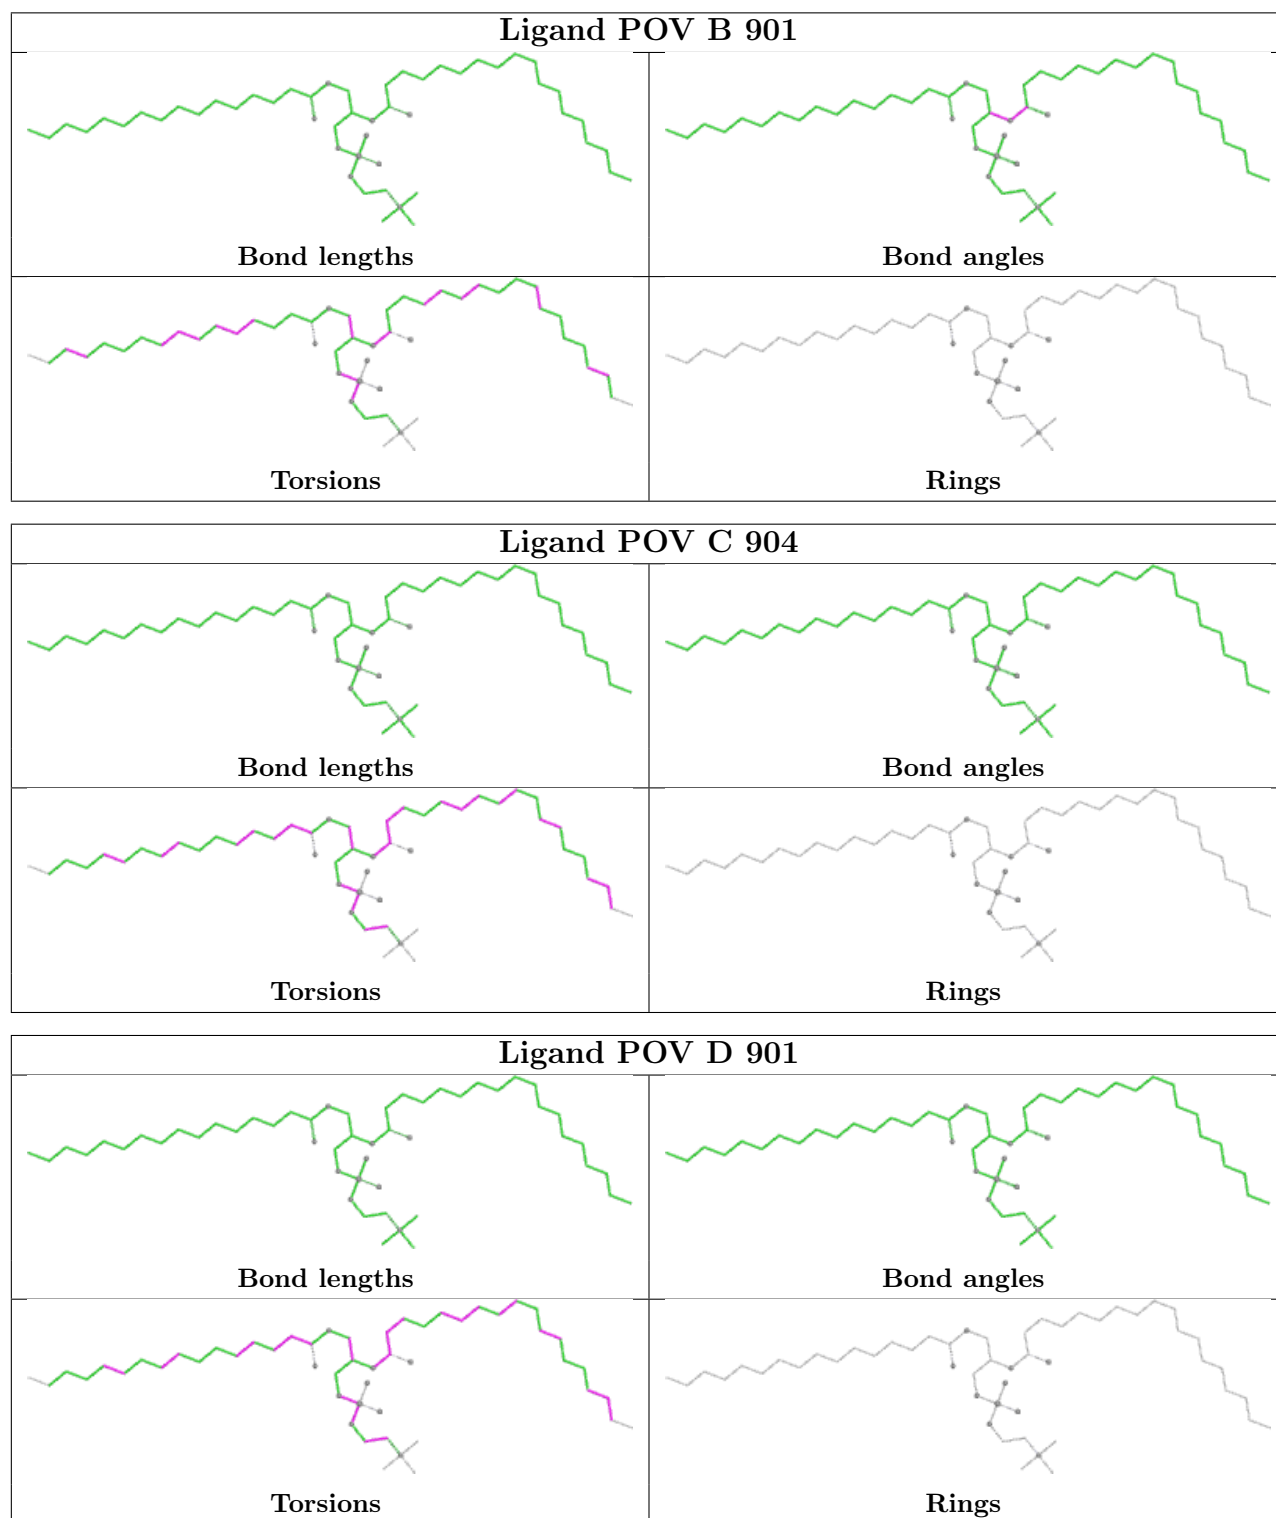 Ligand POV B 901
Bond lengths
Bond angles
Torsions
Rings
Ligand POV C 904
Bond lengths
Bond angles
Torsions
Rings
Ligand POV D 901
Bond lengths
Bond angles
Torsions
Rings